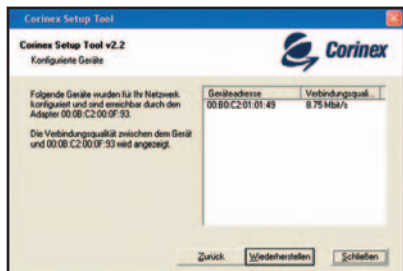 Corinex Setup Tool
Corinex Setup Tool v2.2
Konfigurierte Geräte
Corinex
Folgende Geräte wurden für Ihr Netzwerk
konfiguriert und sind erreichbar durch den
Adapter 00:0B:C2:00:0F:93.
Die Verbindungsqualität zwischen dem Gerät
und 00:0B:C2:00:0F:93 wird angezeigt.
Geräteadresse Verbindungsquali...
00:B0:C2:01:01:49 8.75 Mbit/s
Zurück Wiederherstellen Schließen